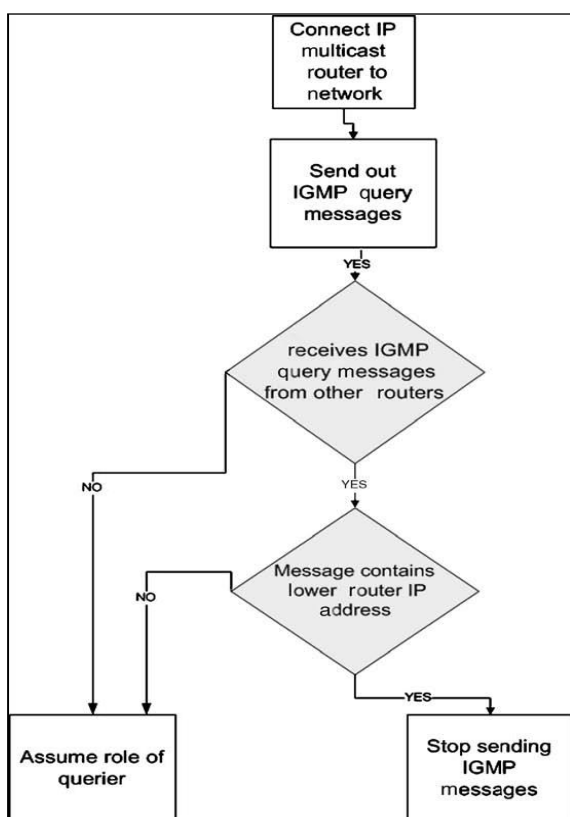 Connect IP
multicast
router to
network
Send out
IGMP query
messages
YES
receives IGMP
query messages
from other routers
NO
YES
Message contains
lower router IP
address
NO
YES
Assume role of
querier
Stop sending
IGMP
messages